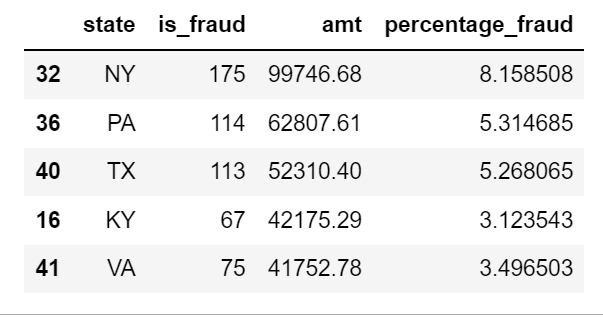 state is_fraud amt percentage_fraud
32 NY 175 99746.68 8.158508
36 PA 114 62807.61 5.314685
40 TX 113 52310.40 5.268065
16 KY 67 42175.29 3.123543
41 VA 75 41752.78 3.496503